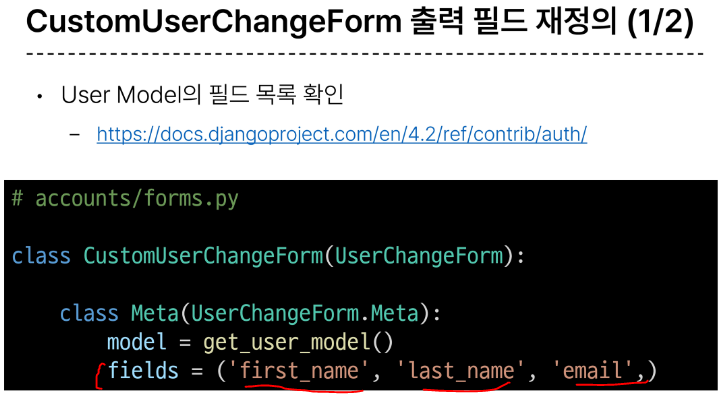 CustomUserChangeForm 출력 필드 재정의 (1/2)
• User Model의 필드 목록 확인
– https://docs.djangoproject.com/en/4.2/ref/contrib/auth/
# accounts/forms.py
class CustomUserChangeForm(UserChangeForm):
class Meta(UserChangeForm.Meta):
model = get_user_model()
fields = ('first_name', 'last_name', 'email',)